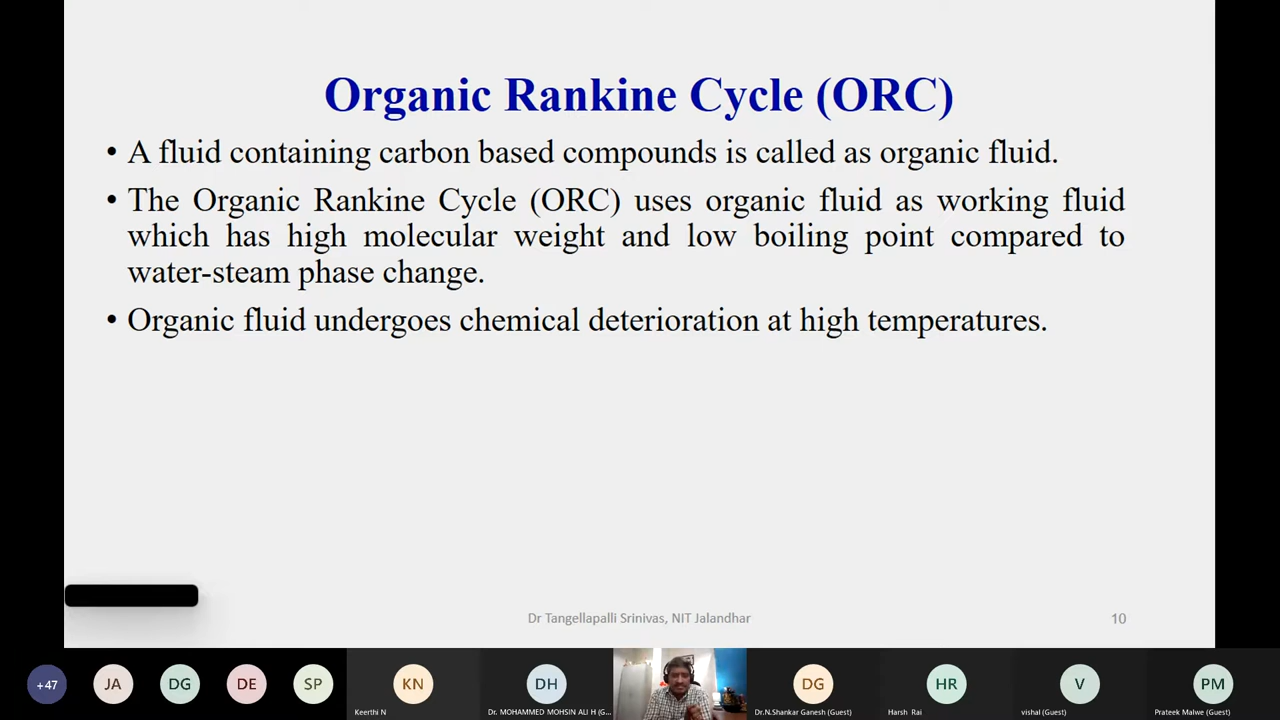 Organic Rankine Cycle (ORC)
• A fluid containing carbon based compounds is called as organic fluid.
• The Organic Rankine Cycle (ORC) uses organic fluid as working fluid
which has high molecular weight and low boiling point compared to
water-steam phase change.
• Organic fluid undergoes chemical deterioration at high temperatures.
Dr Tangellapalli Srinivas, NIT Jalandhar
10
+47
JA
DG
DE
SP
KN
DH
DG
HR
V
PM
Keerthi N
Dr. MOHAMMED MOHSIN ALI H (G...
Dr.N.Shankar Ganesh (Guest)
Harsh Rai
vishal (Guest)
Prateek Malwe (Guest)